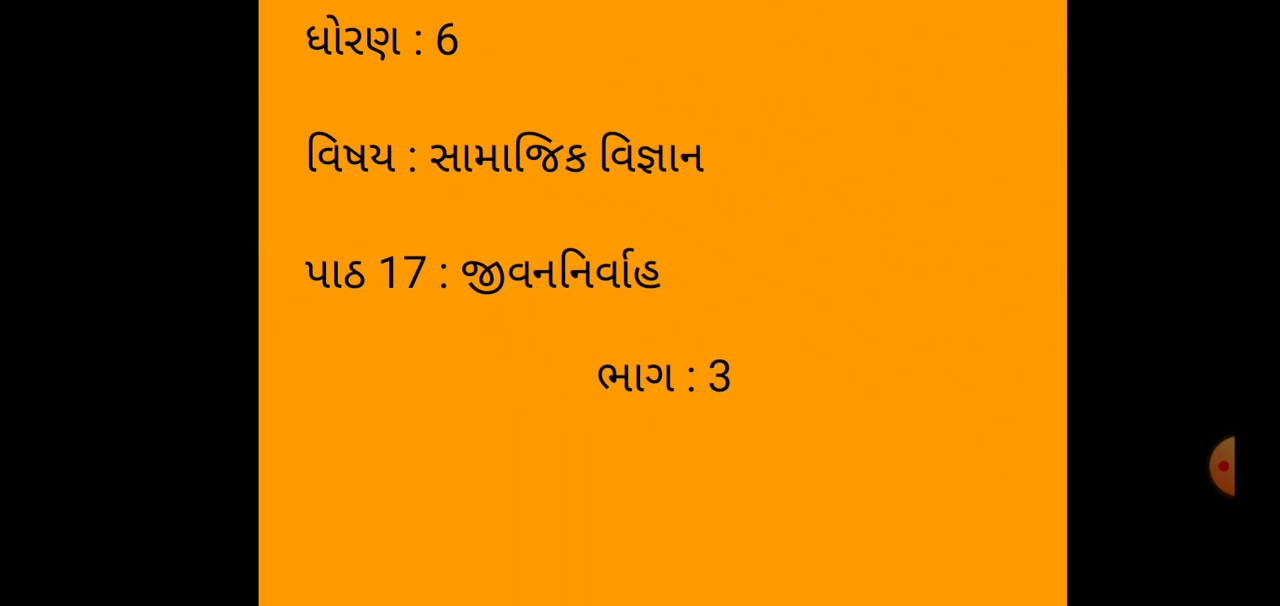 ધોરણ : 6
વિષય : સામાજિક વિજ્ઞાન
પાઠ 17 : જીવનનિર્વાહ
ભાગ : 3